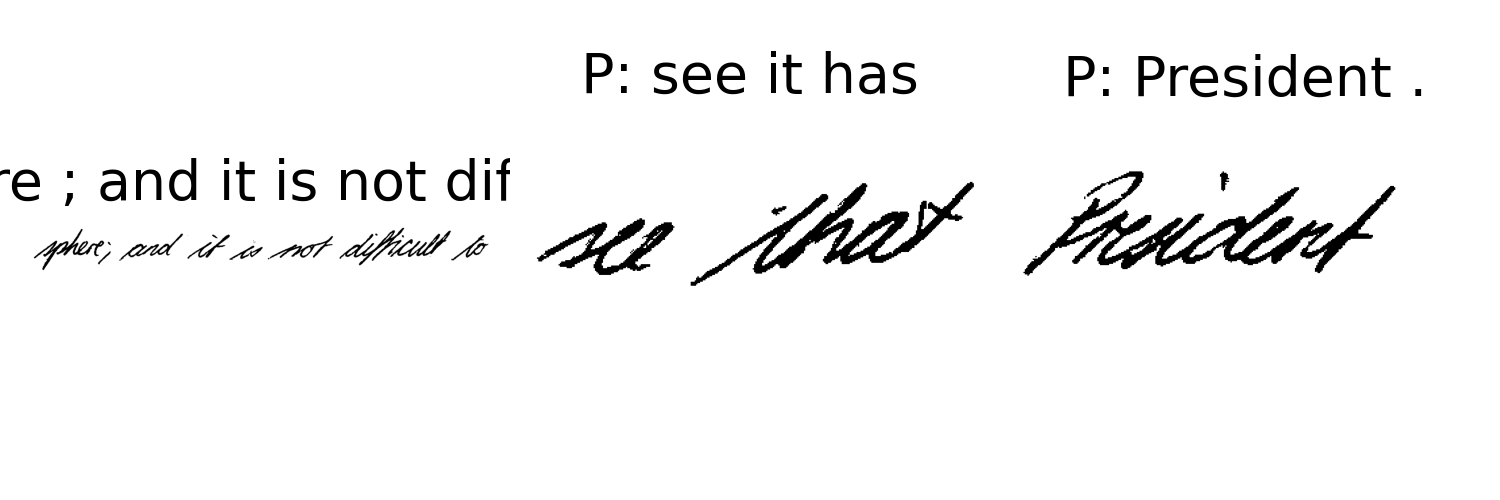 P: see it has
P: President .
re ; and it is not dif
sphere; and it is not difficult to
see that
President